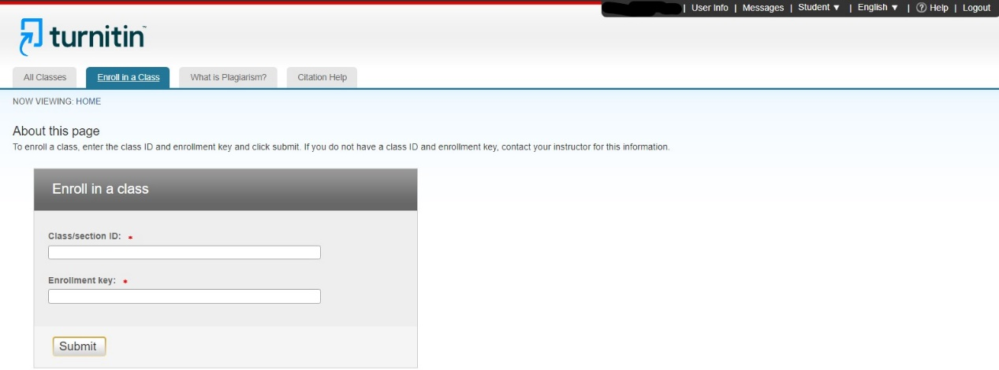 | User Info | Messages | Student ▼ | English ▼ | ? Help | Logout
turnitin™
All Classes Enroll in a Class What is Plagiarism? Citation Help
NOW VIEWING: HOME
About this page
To enroll a class, enter the class ID and enrollment key and click submit. If you do not have a class ID and enrollment key, contact your instructor for this information.
Enroll in a class
Class/section ID: *
Enrollment key: *
Submit